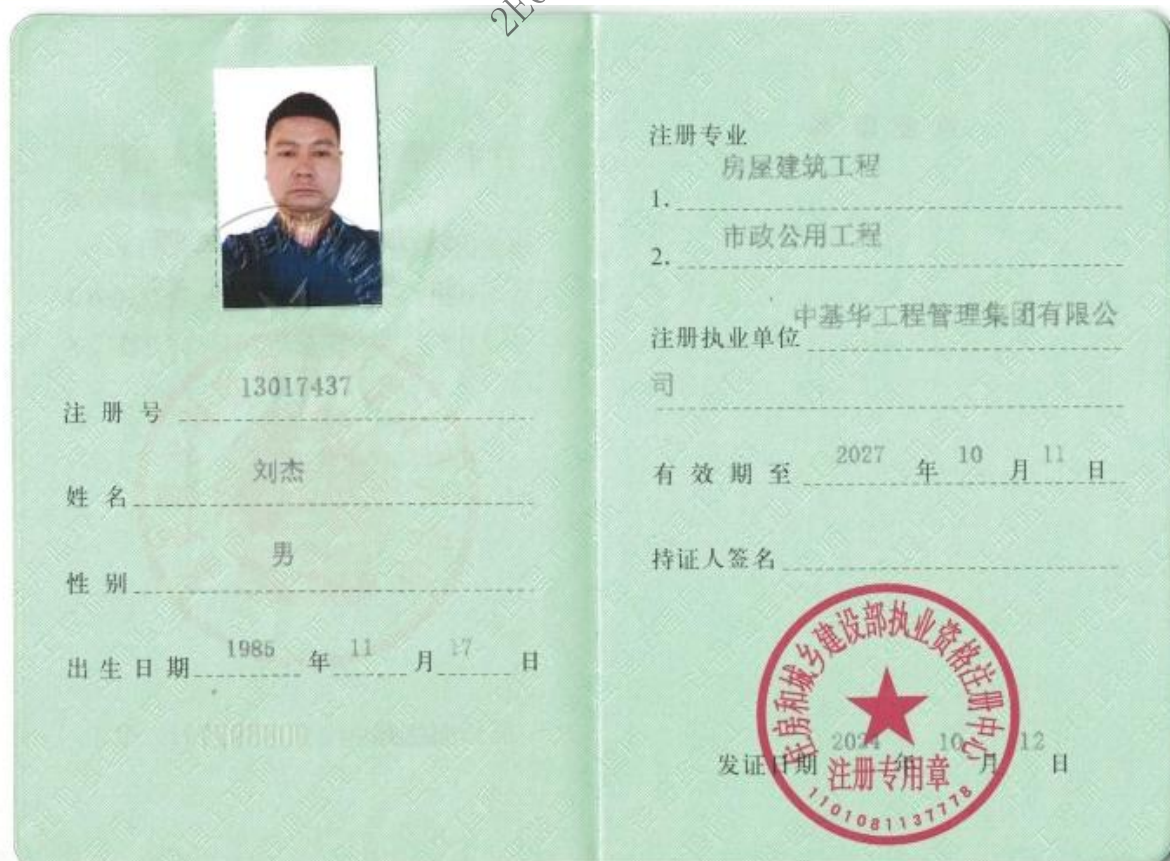 注册号 13017437
姓名 刘杰
性别 男
出生日期 1985 年 11 月 17 日
注册专业
1. 房屋建筑工程
2. 市政公用工程
注册执业单位 中基华工程管理集团有限公
司
有效期至 2027 年 10 月 11 日
持证人签名
住房和城乡建设部执业资格注册中心
发证日期 2024 年 10 月 12 日
注册专用章
1101081137778